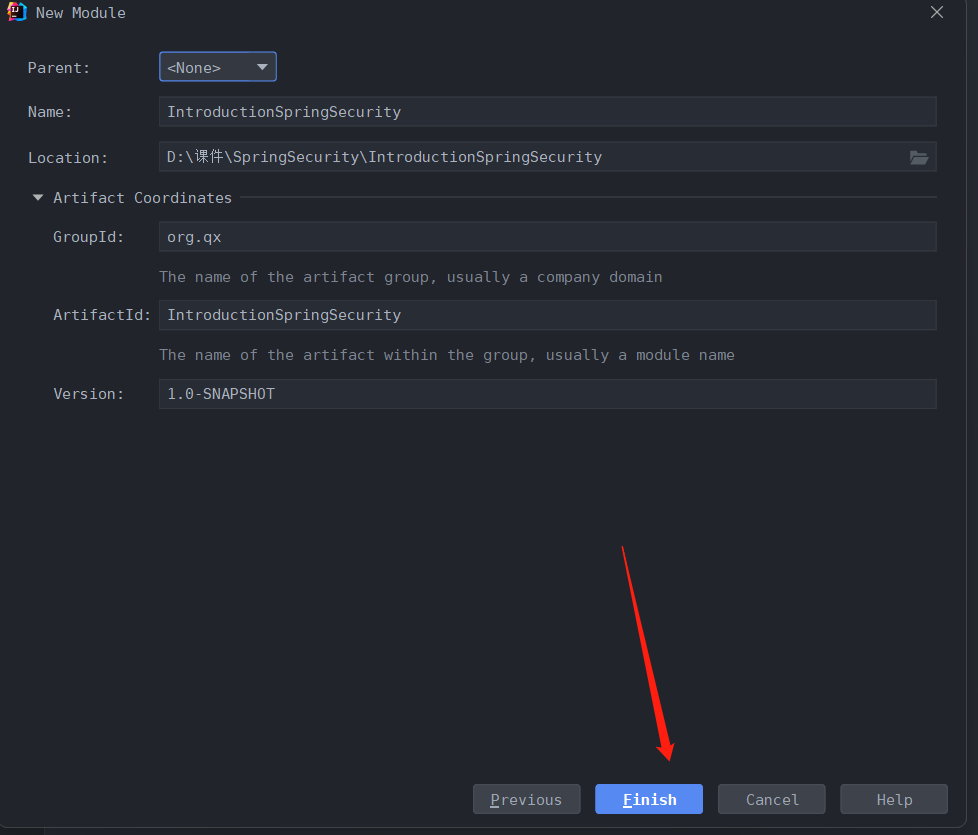 New Module
Parent: <None>
Name: IntroductionSpringSecurity
Location: D:\课件\SpringSecurity\IntroductionSpringSecurity
Artifact Coordinates
GroupId: org.qx
The name of the artifact group, usually a company domain
ArtifactId: IntroductionSpringSecurity
The name of the artifact within the group, usually a module name
Version: 1.0-SNAPSHOT
Previous Finish Cancel Help